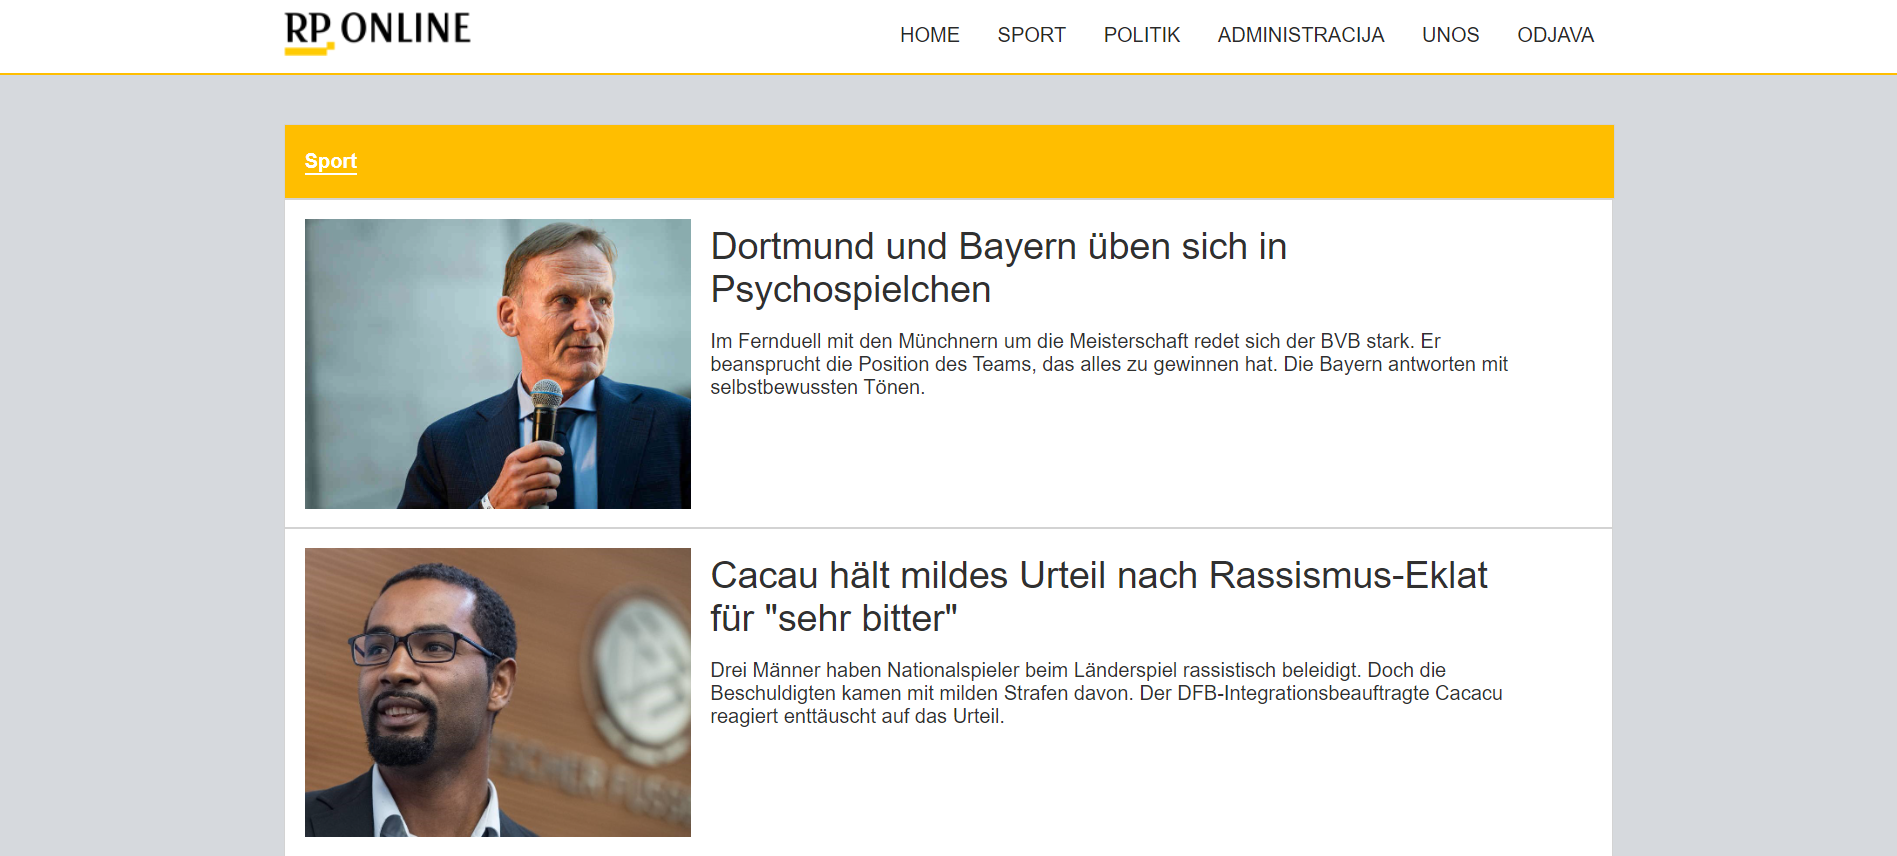 RP ONLINE
HOME SPORT POLITIK ADMINISTRACIJA UNOS ODJAVA
Sport
Dortmund und Bayern üben sich in
Psychospielchen
Im Fernduell mit den Münchnern um die Meisterschaft redet sich der BVB stark. Er
beansprucht die Position des Teams, das alles zu gewinnen hat. Die Bayern antworten mit
selbstbewussten Tönen.
Cacau hält mildes Urteil nach Rassismus-Eklat
für "sehr bitter"
Drei Männer haben Nationalspieler beim Länderspiel rassistisch beleidigt. Doch die
Beschuldigten kamen mit milden Strafen davon. Der DFB-Integrationsbeauftragte Cacacu
reagiert enttäuscht auf das Urteil.